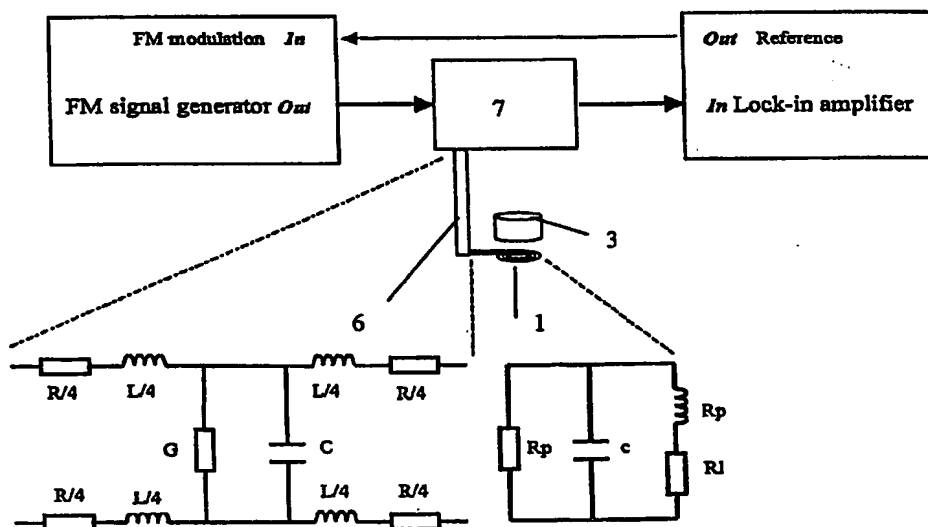 FM modulation In
Out Reference
FM signal generator Out
7
In Lock-in amplifier
3
6
1
R/4
L/4
L/4
R/4
G
C
Rp
c
Rp
Rl
R/4
L/4
L/4
R/4